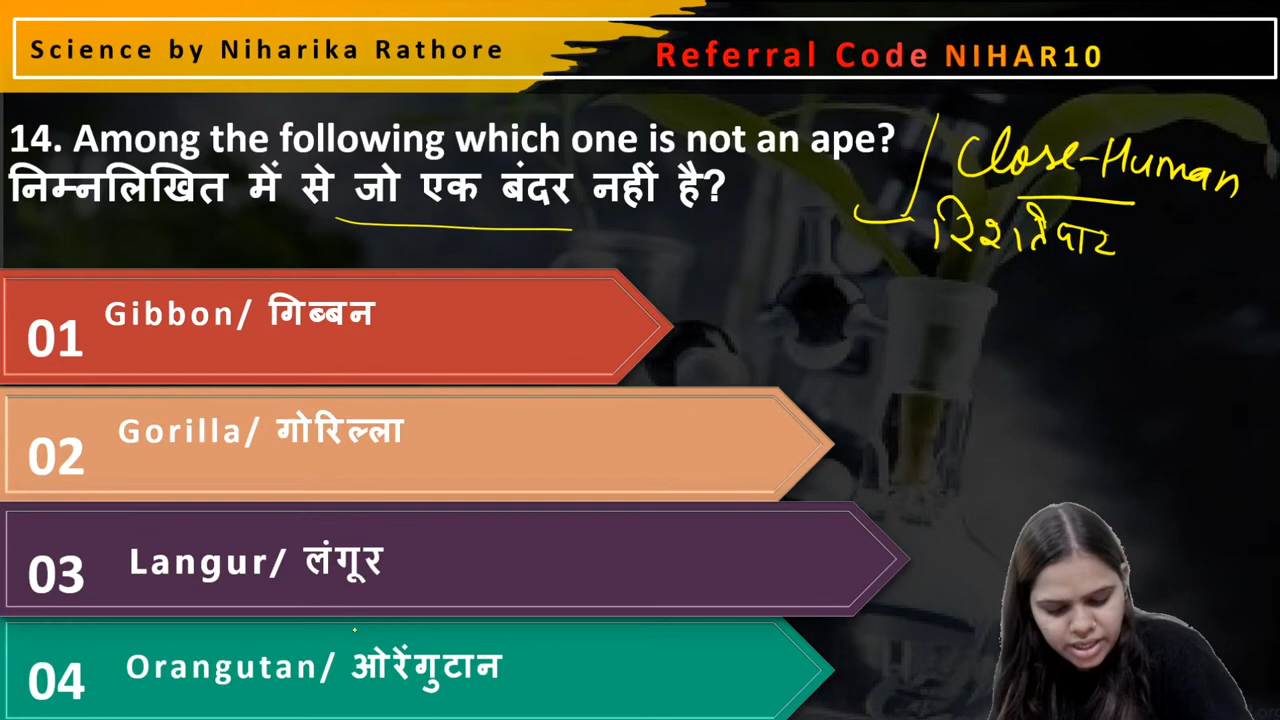 Science by Niharika Rathore
Referral Code NIHAR10
14. Among the following which one is not an ape?
निम्नलिखित में से जो एक बंदर नहीं है?
Close-Human
रिशतेदार
01 Gibbon/ गिब्बन
02 Gorilla/ गोरिल्ला
03 Langur/ लंगूर
04 Orangutan/ ओरेंगुटान